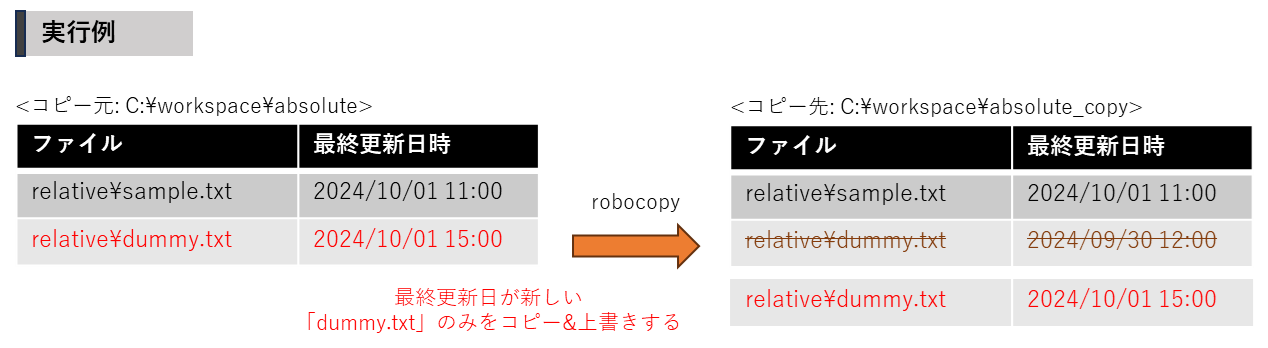 実行例
<コピー元: C:¥workspace¥absolute>
ファイル 最終更新日時
relative¥sample.txt 2024/10/01 11:00
relative¥dummy.txt 2024/10/01 15:00
robocopy
最終更新日が新しい
「dummy.txt」のみをコピー&上書きする
<コピー先: C:¥workspace¥absolute_copy>
ファイル 最終更新日時
relative¥sample.txt 2024/10/01 11:00
relative¥dummy.txt 2024/09/30 12:00
relative¥dummy.txt 2024/10/01 15:00